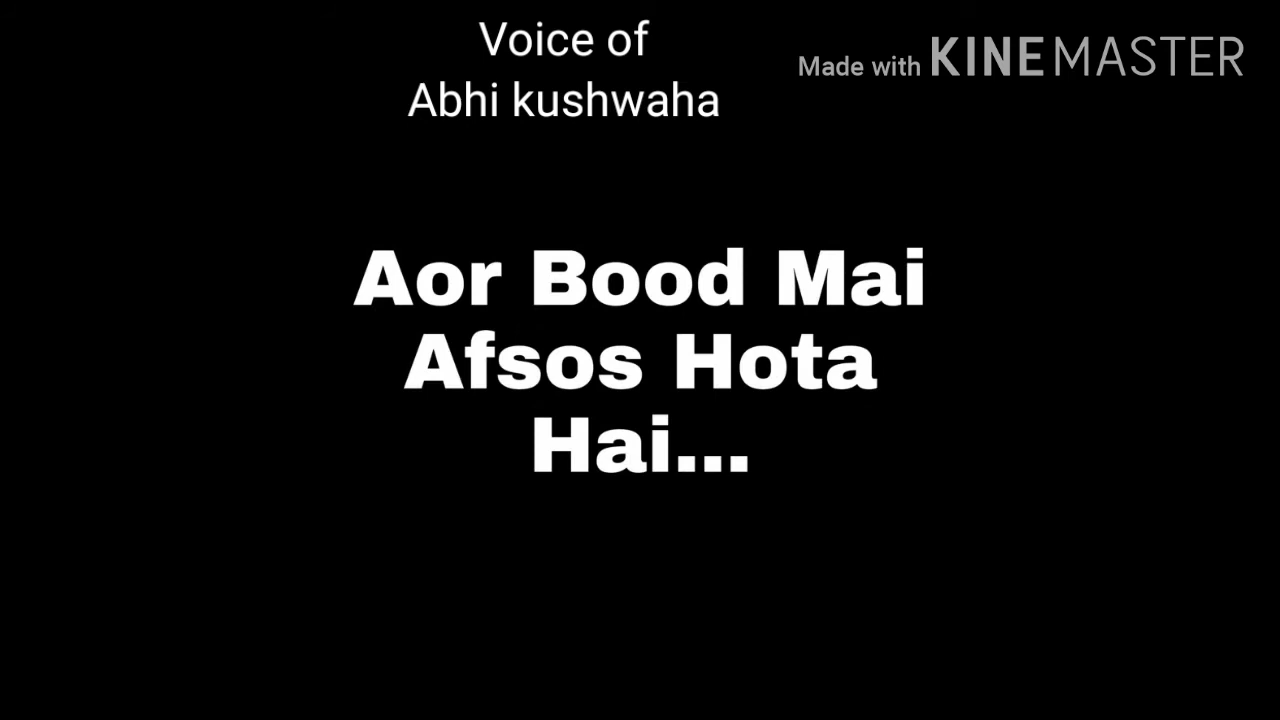 Voice of
Abhi kushwaha
Made with KINEMASTER
Aor Bood Mai
Afsos Hota
Hai...